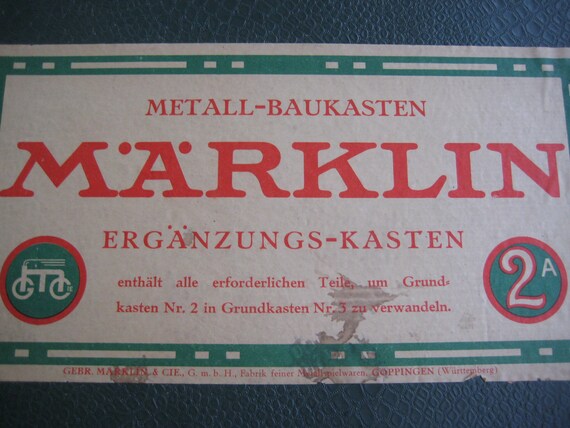 METALL-BAUKASTEN
MÄRKLIN
ERGÄNZUNGS-KASTEN
enthält alle erforderlichen Teile, um Grund-
kasten Nr. 2 in Grundkasten Nr. 3 zu verwandeln.
2A
GEBR. MÄRKLIN & CIE., G. m. b. H., Fabrik feiner Metallspielwaren, GÖPPINGEN (Württemberg)